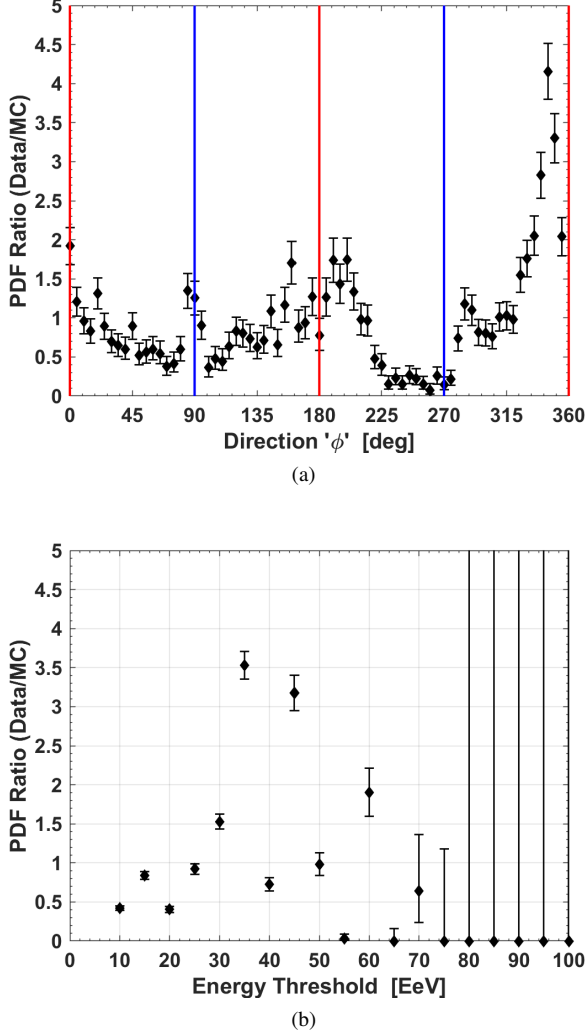 5
4.5
4
3.5
3
2.5
2
1.5
1
0.5
0
PDF Ratio (Data/MC)
0 45 90 135 180 225 270 315 360
Direction 'ϕ' [deg]
(a)
5
4.5
4
3.5
3
2.5
2
1.5
1
0.5
0
PDF Ratio (Data/MC)
0 10 20 30 40 50 60 70 80 90 100
Energy Threshold [EeV]
(b)